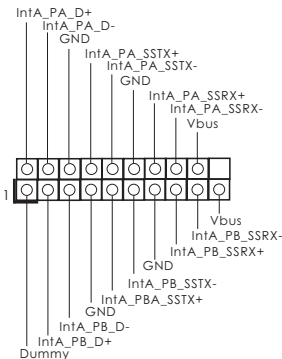 IntA_PA_D+
IntA_PA_D-
GND
IntA_PA_SSTX+
IntA_PA_SSTX-
GND
IntA_PA_SSRX+
IntA_PA_SSRX-
Vbus
1
Vbus
IntA_PB_SSRX-
IntA_PB_SSRX+
GND
IntA_PB_SSTX-
IntA_PBA_SSTX+
GND
IntA_PB_D-
IntA_PB_D+
Dummy